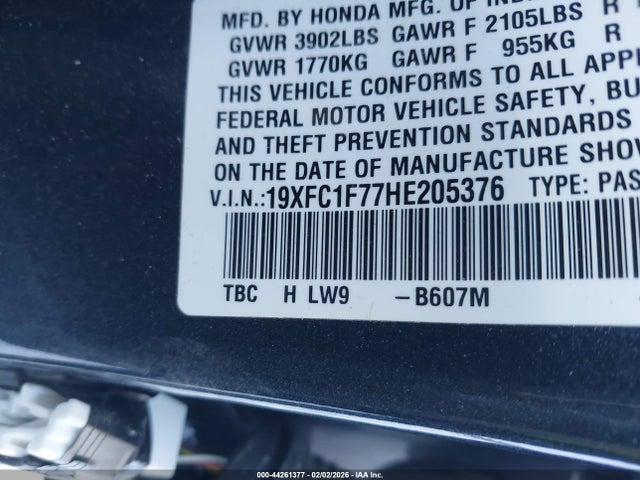 MFD. BY HONDA MFG. OF
GVWR 3902LBS GAWR F 2105LBS R
GVWR 1770KG GAWR F 955KG R
THIS VEHICLE CONFORMS TO ALL
FEDERAL MOTOR VEHICLE SAFETY,
AND THEFT PREVENTION STANDARDS
ON THE DATE OF MANUFACTURE
V.I.N.:19XFC1F77HE205376 TYPE: PAS
TBC H LW9 -B607M
000-44261377 - 02/02/2026 - IAA Inc.